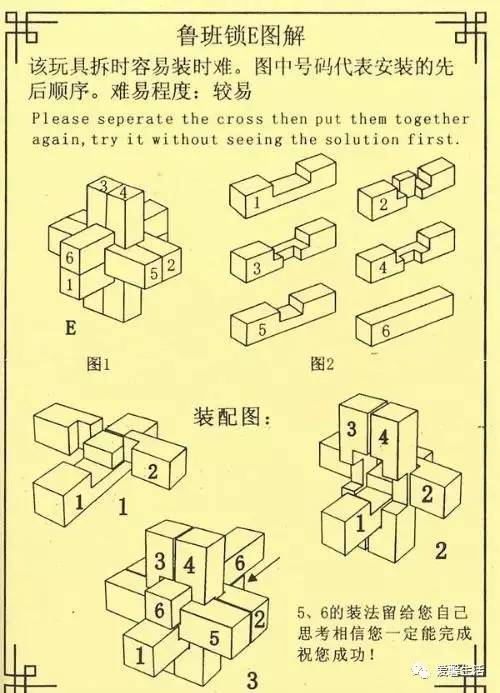 鲁班锁E图解
该玩具拆时容易装时难。图中号码代表安装的先
后顺序。难易程度：较易
Please seperate the cross then put them together
again,try it without seeing the solution first.
3 4
6
5 2
1
E
图1
1
2
3
4
5
6
图2
装配图：
1
2
1
3
4
1
2
2
3
4
6
6
5
2
1
3
5、6的装法留给您自己
思考相信您一定能完成
祝您成功！
爱馨生活